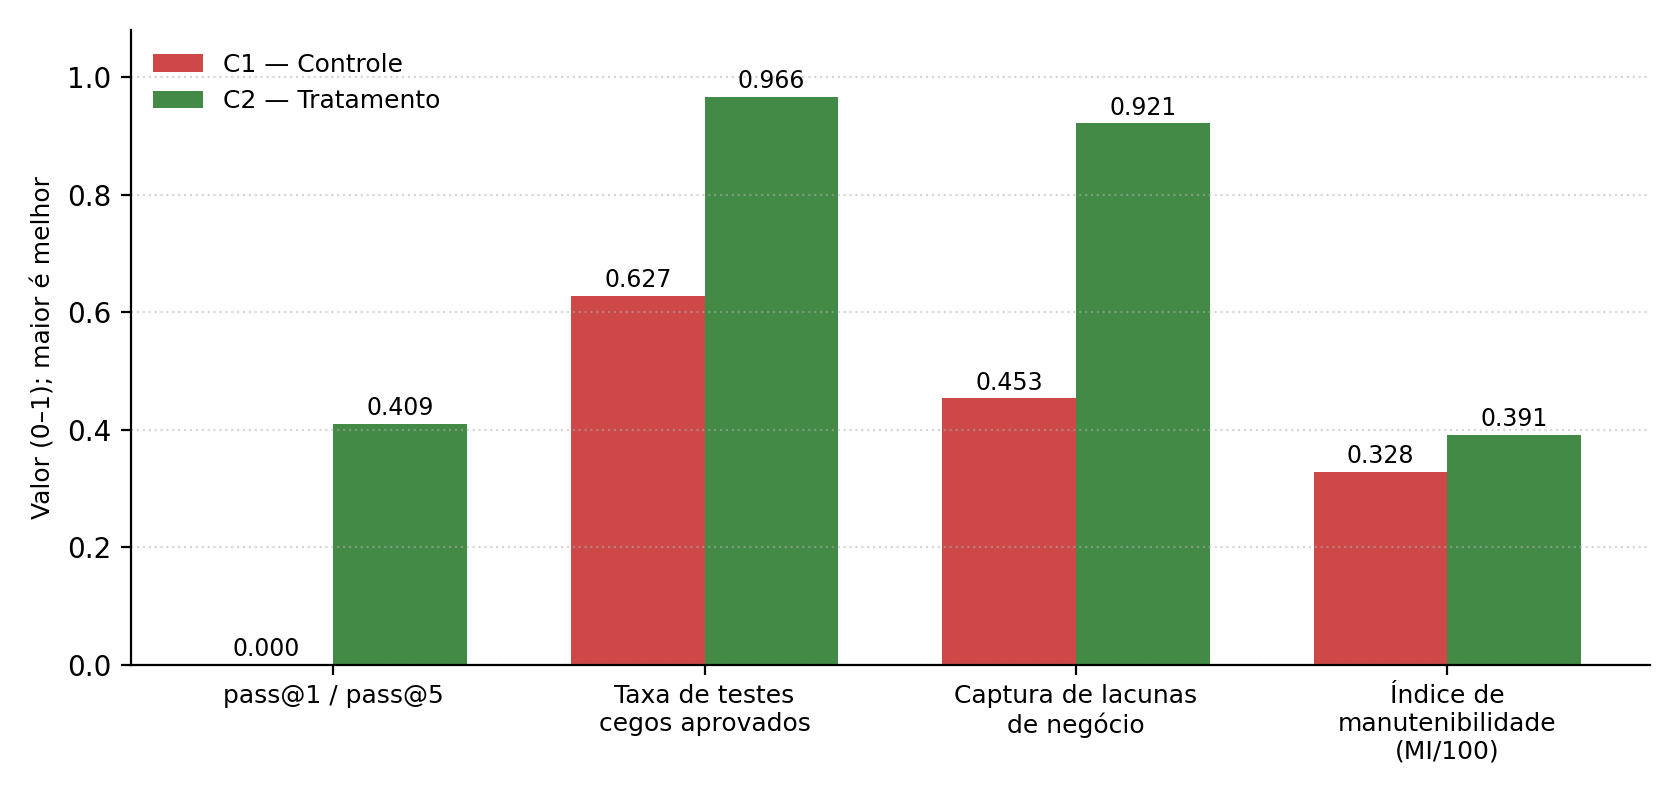 C1 — Controle
C2 — Tratamento
Valor (0–1); maior é melhor
1.0
0.8
0.6
0.4
0.2
0.0
0.000
0.409
0.627
0.966
0.453
0.921
0.328
0.391
pass@1 / pass@5
Taxa de testes
cegos aprovados
Captura de lacunas
de negócio
Índice de
manutenibilidade
(MI/100)